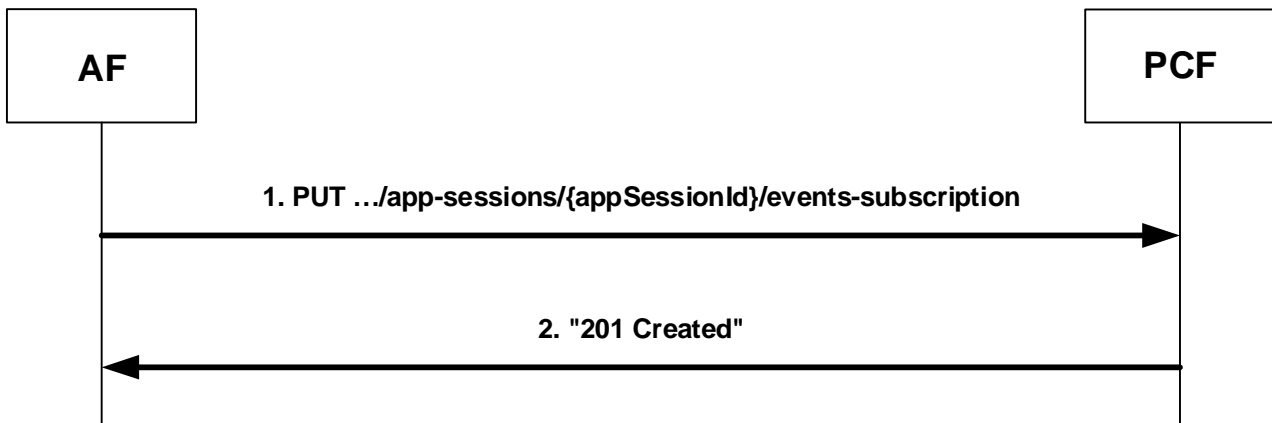 AF
PCF
1. PUT …/app-sessions/{appSessionId}/events-subscription
2. "201 Created"